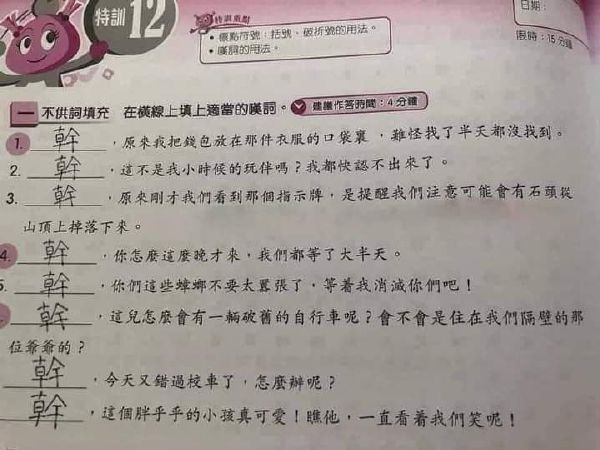 特訓 12
特訓重點
• 標點符號：括號、破折號的用法。
• 嘆詞的用法。
日期：
限時：15分鐘
一 不供詞填充 在橫線上填上適當的嘆詞。 建議作答時間：4分鐘
1. 幹，原來我把錢包放在那件衣服的口袋裏，難怪找了半天都沒找到。
2. 幹，這不是我小時候的玩伴嗎？我都快認不出來了。
3. 幹，原來剛才我們看到那個指示牌，是提醒我們注意可能會有石頭從
山頂上掉落下來。
4. 幹，你怎麼這麼晚才來，我們都等了大半天。
幹，你們這些蟑螂不要太囂張了，等着我消滅你們吧！
幹，這兒怎麼會有一輛破舊的自行車呢？會不會是住在我們隔壁的那
位爺爺的？
幹，今天又錯過校車了，怎麼辦呢？
幹，這個胖乎乎的小孩真可愛！瞧他，一直看着我們笑呢！